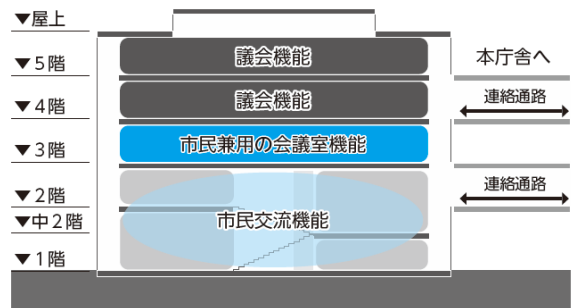 ▼屋上
▼5階
議会機能
本庁舎へ
▼4階
議会機能
連絡通路
▼3階
市民兼用の会議室機能
▼2階
連絡通路
▼中2階
市民交流機能
▼1階